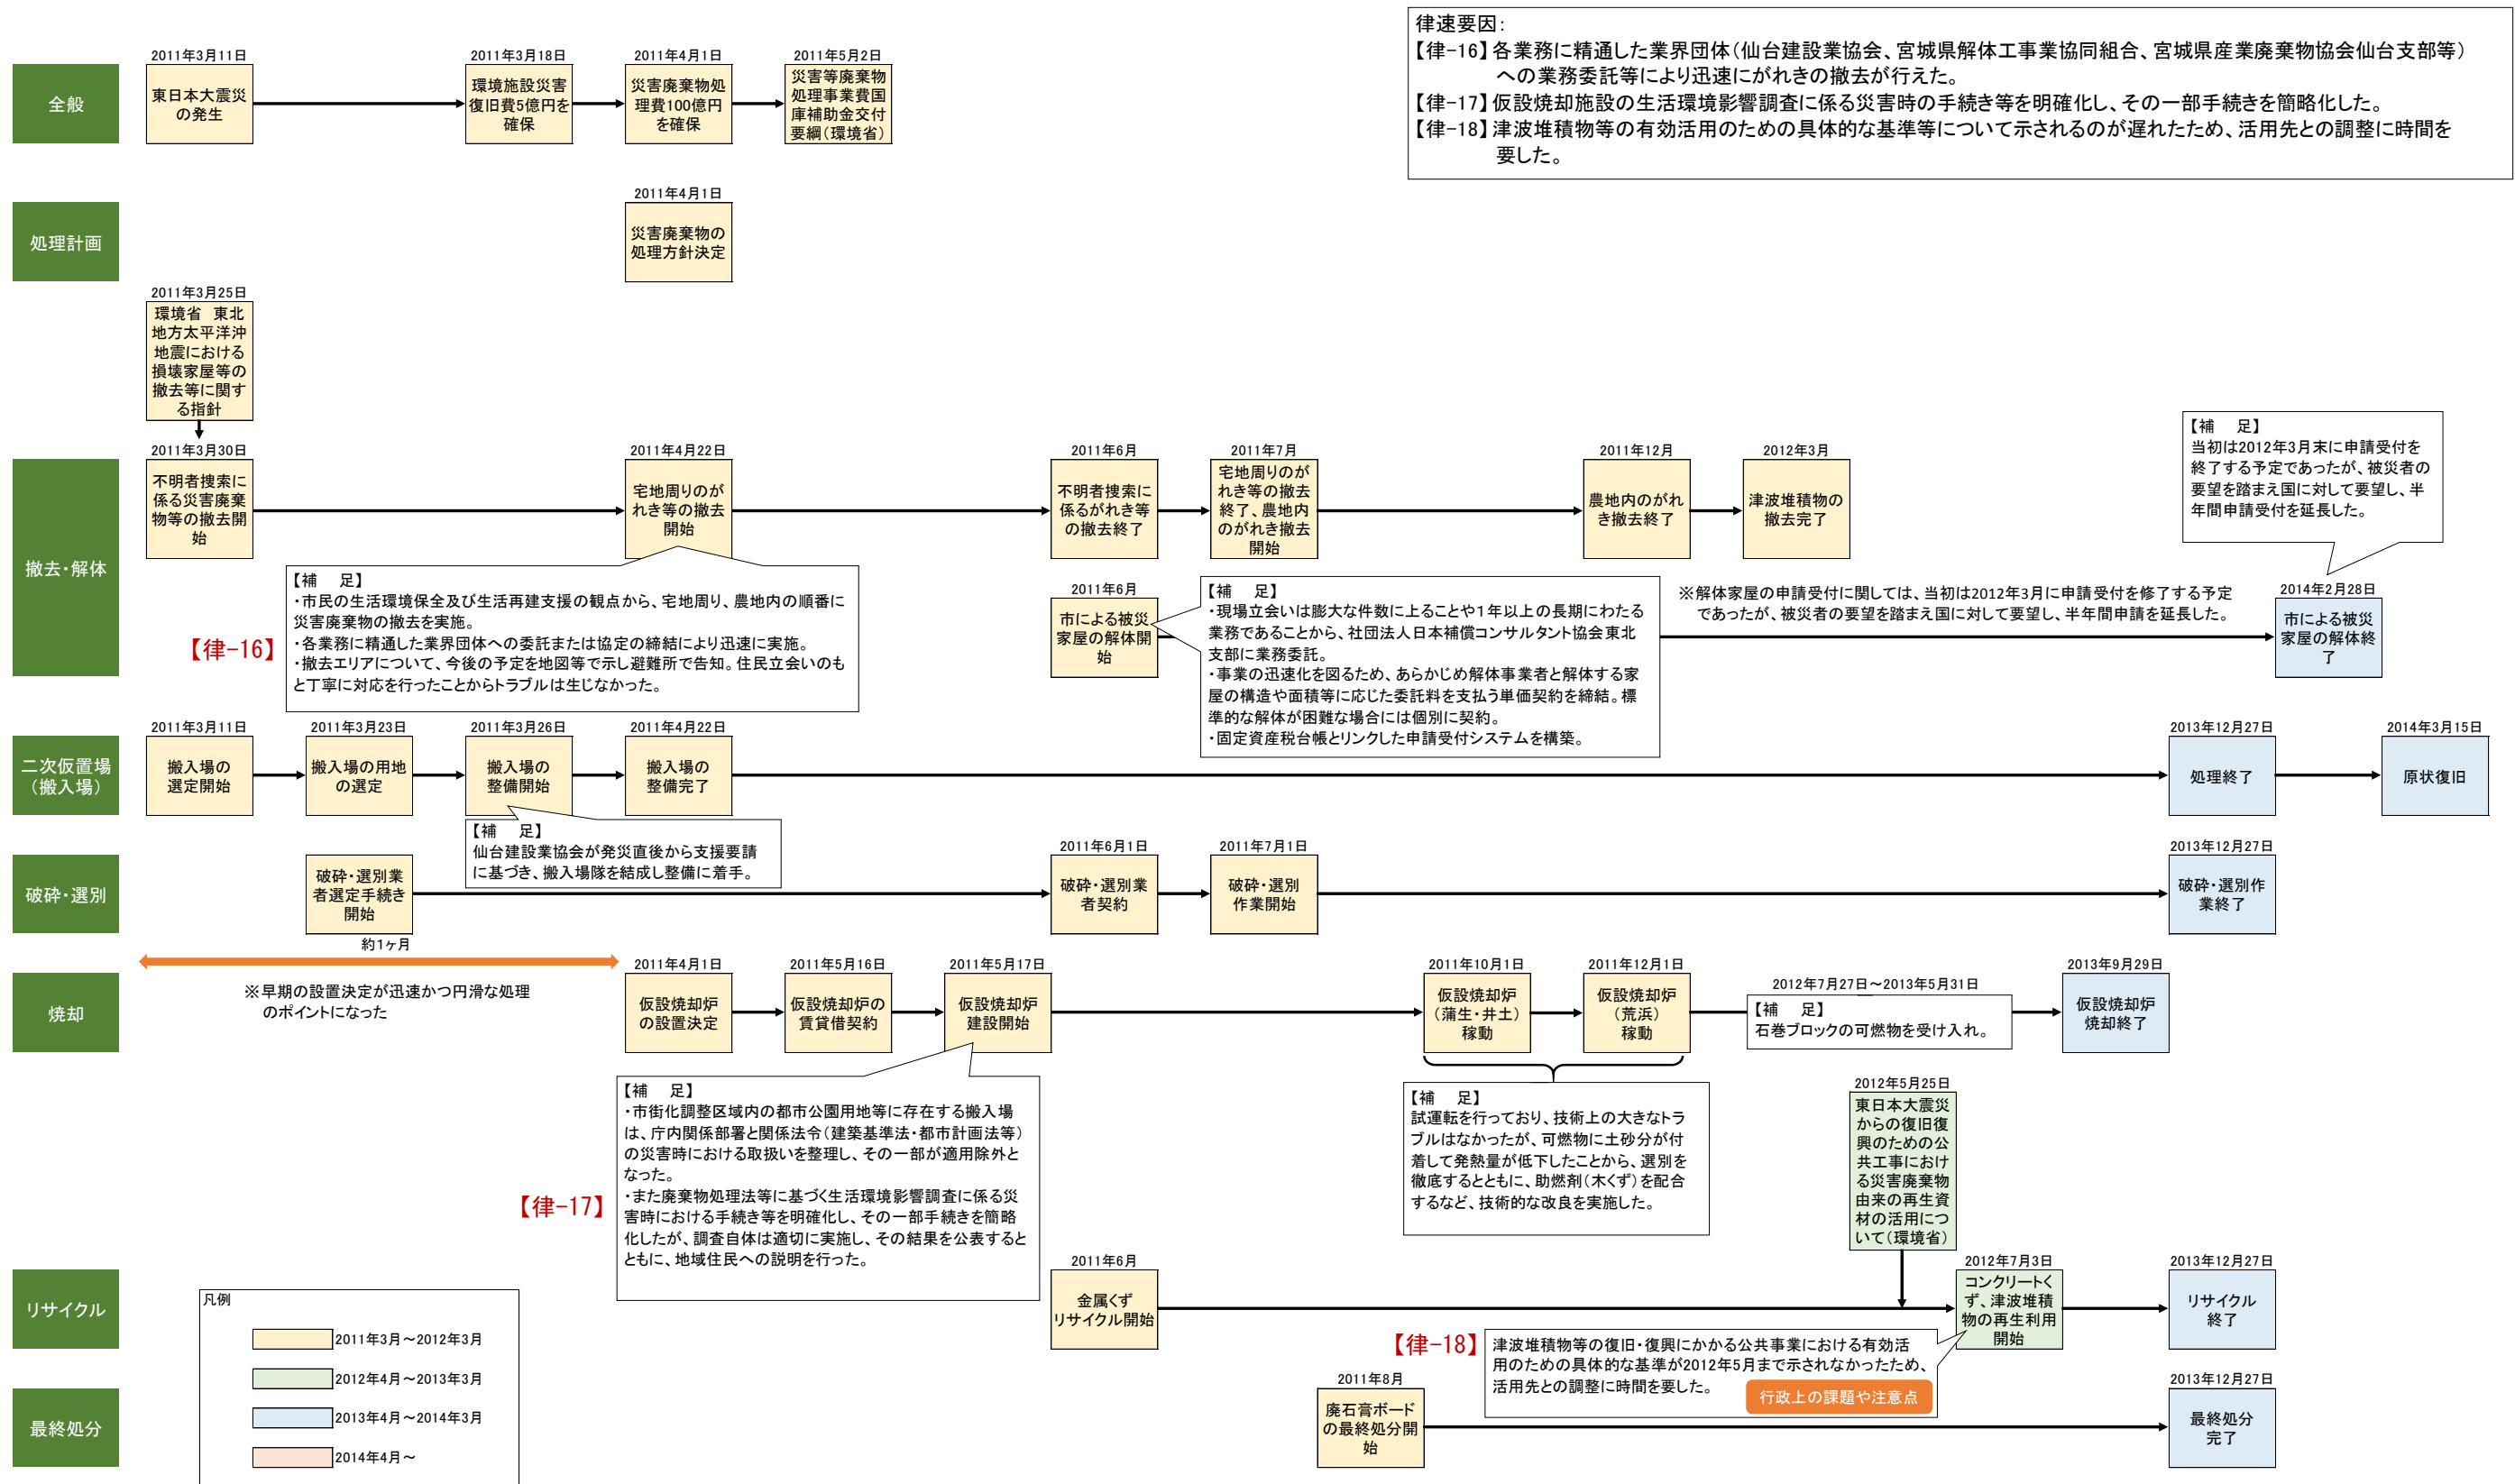 律速要因:
【律-16】各業務に精通した業界団体(仙台建設業協会、宮城県解体工事業協同組合、宮城県産業廃棄物協会仙台支部等)
への業務委託等により迅速にがれきの撤去が行えた。
【律-17】仮設焼却施設の生活環境影響調査に係る災害時の手続き等を明確化し、その一部手続きを簡略化した。
【律-18】津波堆積物等の有効活用のための具体的な基準等について示されるのが遅れたため、活用先との調整に時間を
要した。
全般
2011年3月11日
東日本大震災
の発生
2011年3月18日
環境施設災害
復旧費5億円を
確保
2011年4月1日
災害廃棄物処
理費100億円
を確保
2011年5月2日
災害等廃棄物
処理事業費国
庫補助金交付
要綱(環境省)
処理計画
2011年4月1日
災害廃棄物の
処理方針決定
2011年3月25日
環境省 東北
地方太平洋沖
地震における
損壊家屋等の
撤去等に関す
る指針
撤去・解体
2011年3月30日
不明者捜索に
係る災害廃棄
物等の撤去開
始
2011年4月22日
宅地周りのが
れき等の撤去
開始
2011年6月
不明者捜索に
係るがれき等
の撤去終了
2011年7月
宅地周りのが
れき等の撤去
終了、農地内
のがれき撤去
開始
2011年12月
農地内のがれ
き撤去終了
2012年3月
津波堆積物の
撤去完了
【補 足】
当初は2012年3月末に申請受付を
終了する予定であったが、被災者の
要望を踏まえ国に対して要望し、半
年間申請受付を延長した。
【律-16】
【補 足】
・市民の生活環境保全及び生活再建支援の観点から、宅地周り、農地内の順番に
災害廃棄物の撤去を実施。
・各業務に精通した業界団体への委託または協定の締結により迅速に実施。
・撤去エリアについて、今後の予定を地図等で示し避難所で告知。住民立会いのも
と丁寧に対応を行ったことからトラブルは生じなかった。
2011年6月
市による被災
家屋の解体開
始
【補 足】
・現場立会いは膨大な件数に上ることや1年以上の長期にわたる
業務であることから、社団法人日本補償コンサルタント協会東北
支部に業務委託。
・事業の迅速化を図るため、あらかじめ解体事業者と解体する家
屋の構造や面積等に応じた委託料を支払う単価契約を締結。標
準的な解体が困難な場合には個別に契約。
・固定資産税台帳とリンクした申請受付システムを構築。
※解体家屋の申請受付に関しては、当初は2012年3月に申請受付を修了する予定
であったが、被災者の要望を踏まえ国に対して要望し、半年間申請を延長した。
2014年2月28日
市による被災
家屋の解体終
了
二次仮置場
(搬入場)
2011年3月11日
搬入場の
選定開始
2011年3月23日
搬入場の用地
の選定
2011年3月26日
搬入場の
整備開始
2011年4月22日
搬入場の
整備完了
2013年12月27日
処理終了
2014年3月15日
原状復旧
【補 足】
仙台建設業協会が発災直後から支援要請
に基づき、搬入場隊を結成し整備に着手。
破砕・選別
破砕・選別業
者選定手続き
開始
2011年6月1日
破砕・選別業
者契約
2011年7月1日
破砕・選別
作業開始
2013年12月27日
破砕・選別作
業終了
約1ヶ月
※早期の設置決定が迅速かつ円滑な処理
のポイントになった
焼却
2011年4月1日
仮設焼却炉
の設置決定
2011年5月16日
仮設焼却炉の
賃貸借契約
2011年5月17日
仮設焼却炉
建設開始
2011年10月1日
仮設焼却炉
(蒲生・井土)
稼動
2011年12月1日
仮設焼却炉
(荒浜)
稼動
2012年7月27日～2013年5月31日
【補 足】
石巻ブロックの可燃物を受け入れ。
2013年9月29日
仮設焼却炉
焼却終了
【律-17】
【補 足】
・市街化調整区域内の都市公園用地等に存在する搬入場
は、庁内関係部署と関係法令(建築基準法・都市計画法等)
の災害時における取扱いを整理し、その一部が適用除外と
なった。
・また廃棄物処理法等に基づく生活環境影響調査に係る災
害時における手続き等を明確化し、その一部手続きを簡略
化したが、調査自体は適切に実施し、その結果を公表すると
ともに、地域住民への説明を行った。
【補 足】
試運転を行っており、技術上の大きなトラ
ブルはなかったが、可燃物に土砂分が付
着して発熱量が低下したことから、選別を
徹底するとともに、助燃剤(木くず)を配合
するなど、技術的な改良を実施した。
2012年5月25日
東日本大震災
からの復旧復
興のための公
共工事におけ
る災害廃棄物
由来の再生資
材の活用につ
いて(環境省)
リサイクル
2011年6月
金属くず
リサイクル開始
2012年7月3日
コンクリートく
ず、津波堆積
物の再生利用
開始
2013年12月27日
リサイクル
終了
【律-18】
津波堆積物等の復旧・復興にかかる公共事業における有効活
用のための具体的な基準が2012年5月まで示されなかったため、
活用先との調整に時間を要した。
行政上の課題や注意点
最終処分
2011年8月
廃石膏ボード
の最終処分開
始
2013年12月27日
最終処分
完了
凡例
2011年3月～2012年3月
2012年4月～2013年3月
2013年4月～2014年3月
2014年4月～